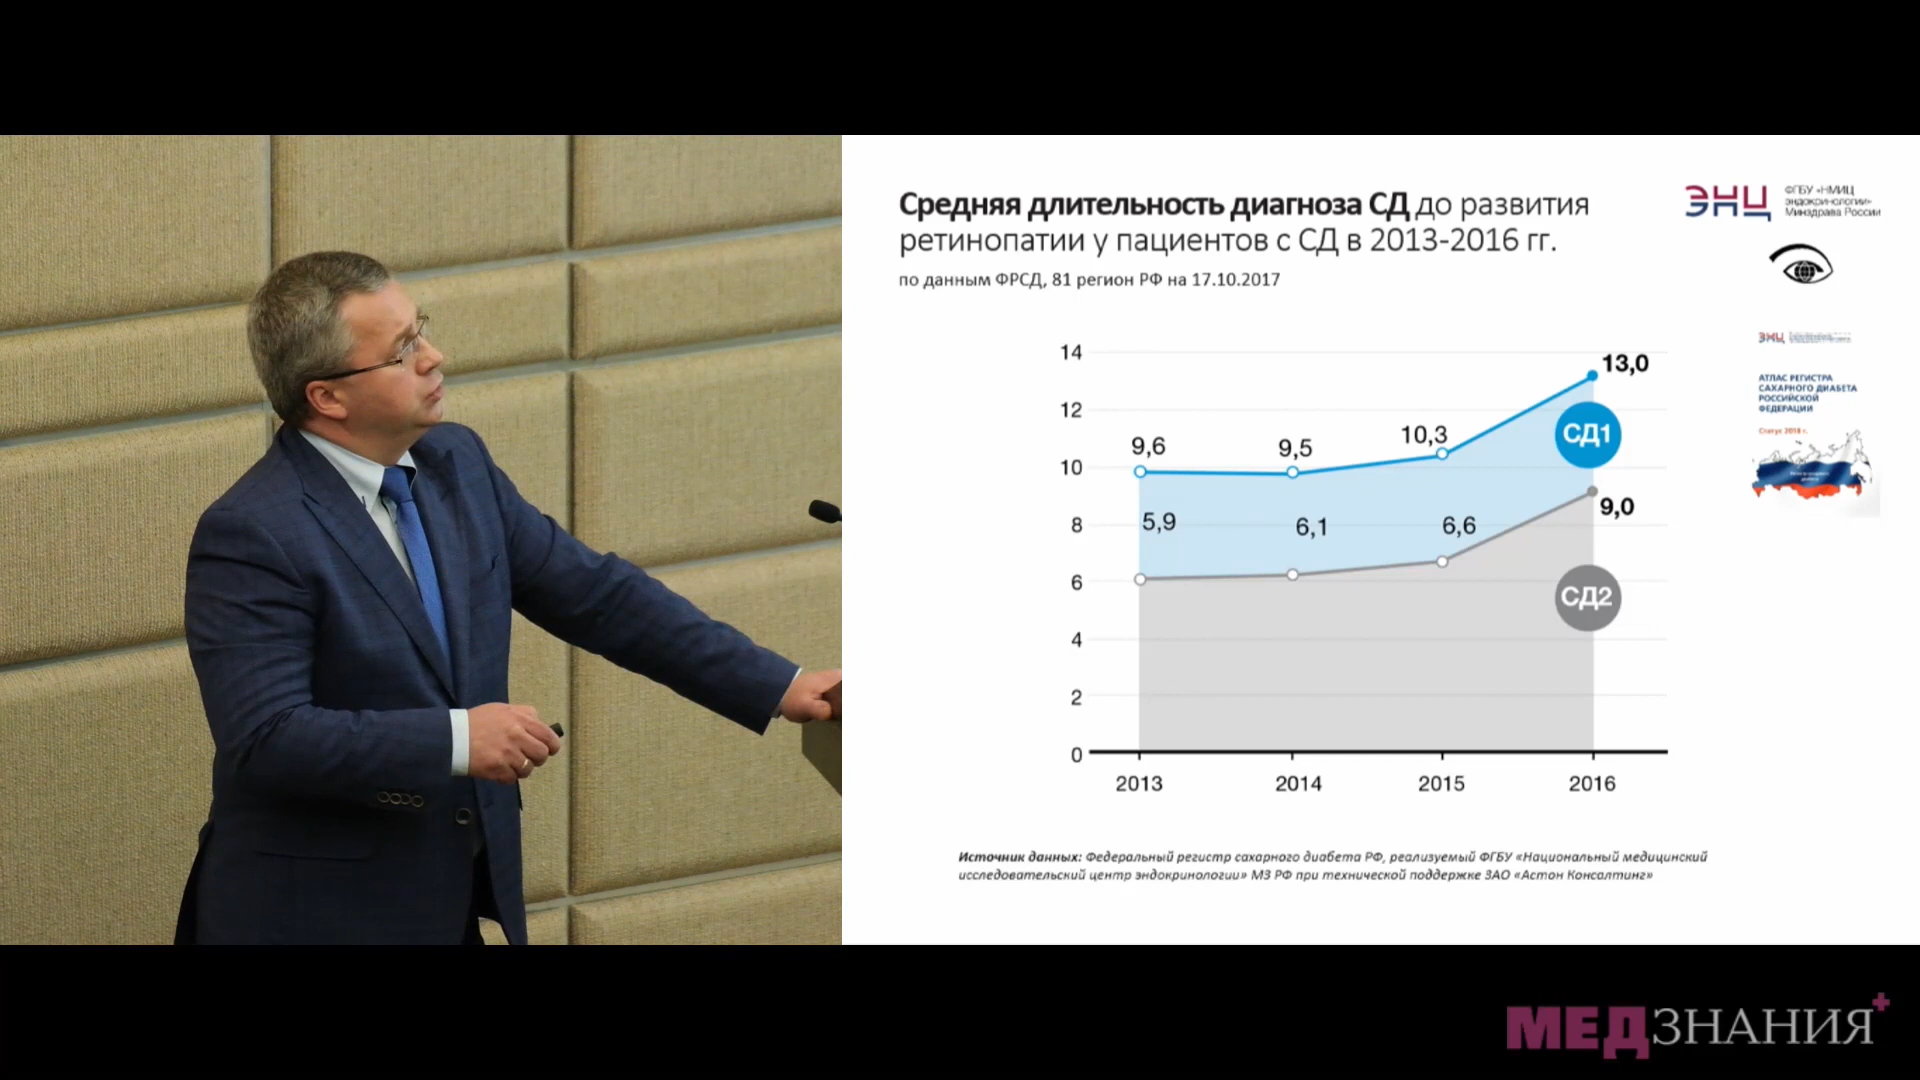 Средняя длительность диагноза СД до развития
ретинопатии у пациентов с СД в 2013-2016 гг.
по данным ФРСД, 81 регион РФ на 17.10.2017
ЭНЦ
ФГБУ «НМИЦ
эндокринологии»
Минздрава России
ЭНЦ
АТЛАС РЕГИСТРА
САХАРНОГО ДИАБЕТА
РОССИЙСКОЙ
ФЕДЕРАЦИИ
14
12
10
8
6
4
2
0
9,6
9,5
10,3
13,0
СД1
5,9
6,1
6,6
9,0
СД2
2013
2014
2015
2016
Источник данных: Федеральный регистр сахарного диабета РФ, реализуемый ФГБУ «Национальный медицинский
исследовательский центр эндокринологии» МЗ РФ при технической поддержке ЗАО «Астон Консалтинг»
МЕДЗНАНИЯ+